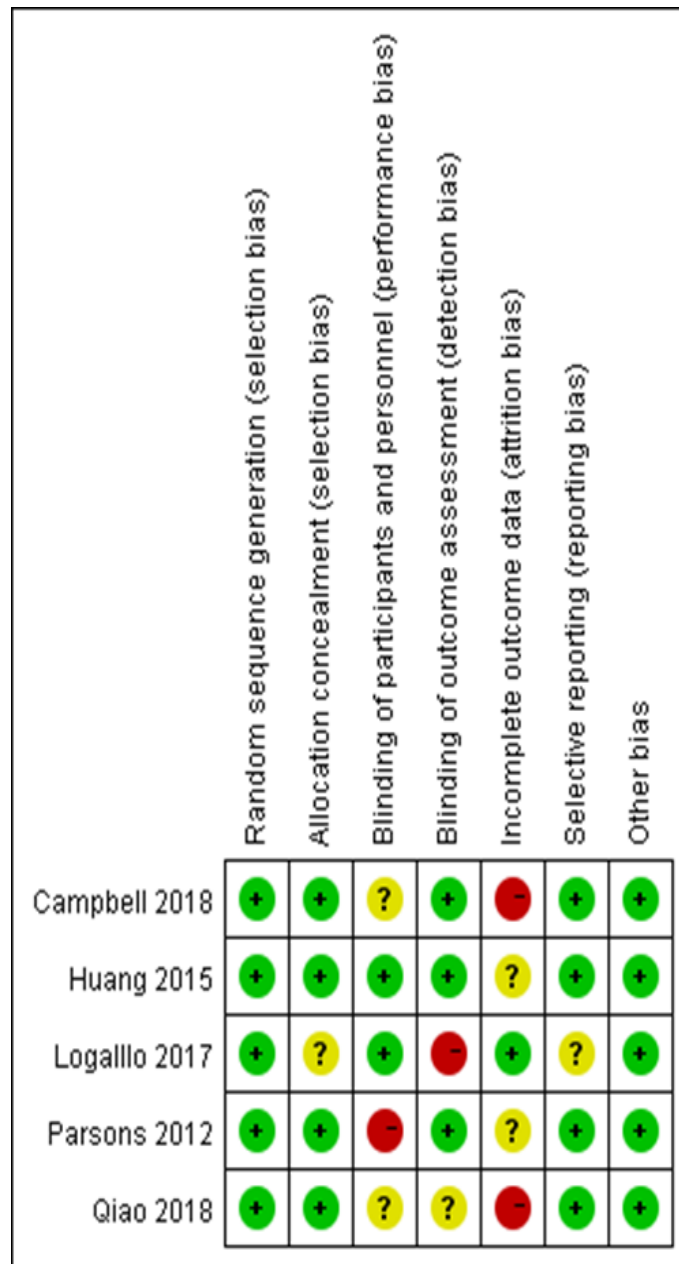 Random sequence generation (selection bias)
Allocation concealment (selection bias)
Blinding of participants and personnel (performance bias)
Blinding of outcome assessment (detection bias)
Incomplete outcome data (attrition bias)
Selective reporting (reporting bias)
Other bias
Campbell 2018 + + ? + - + +
Huang 2015 + + + + ? + +
Logalllo 2017 + ? + - + ? +
Parsons 2012 + + - + ? + +
Qiao 2018 + + ? ? - + +